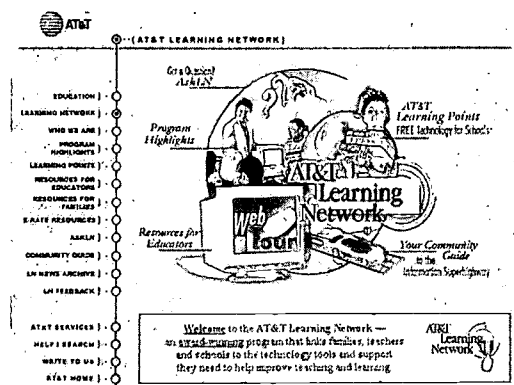 AT&T
{AT&T LEARNING NETWORK}
EDUCATION }
LEARNING NETWORK }
WHO WE ARE }
PROGRAM
HIGHLIGHTS }
LEARNING POINTS }
RESOURCES FOR
EDUCATORS }
RESOURCES FOR
FAMILIES }
E-RATE RESOURCES }
ASKLN }
COMMUNITY GUIDE }
LN NEWS ARCHIVE }
LN FEEDBACK }
AT&T SERVICES }
HELP / SEARCH }
WRITE TO US }
AT&T HOME }
Got a Question?
AskLN
Program
Highlights
AT&T
Learning Points
FREE Technology for Schools
AT&T
Learning
Network
Web
tour
Resources for
Educators
Your Community
Guide
to the
Information Superhighway
Welcome to the AT&T Learning Network —
an award-winning program that links families, teachers
and schools to the technology tools and support
they need to help improve teaching and learning.
AT&T
Learning
Network